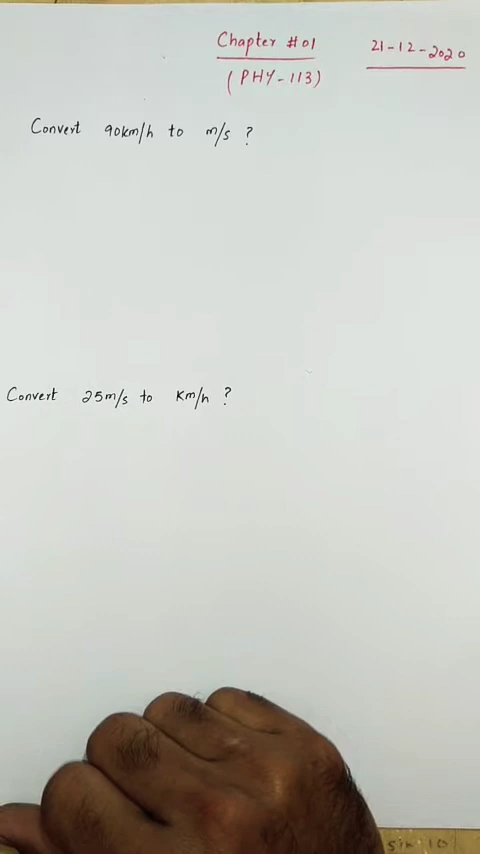 Chapter #01 21-12-2020
(PHY-113)
Convert 90km/h to m/s ?
Convert 25m/s to Km/h ?